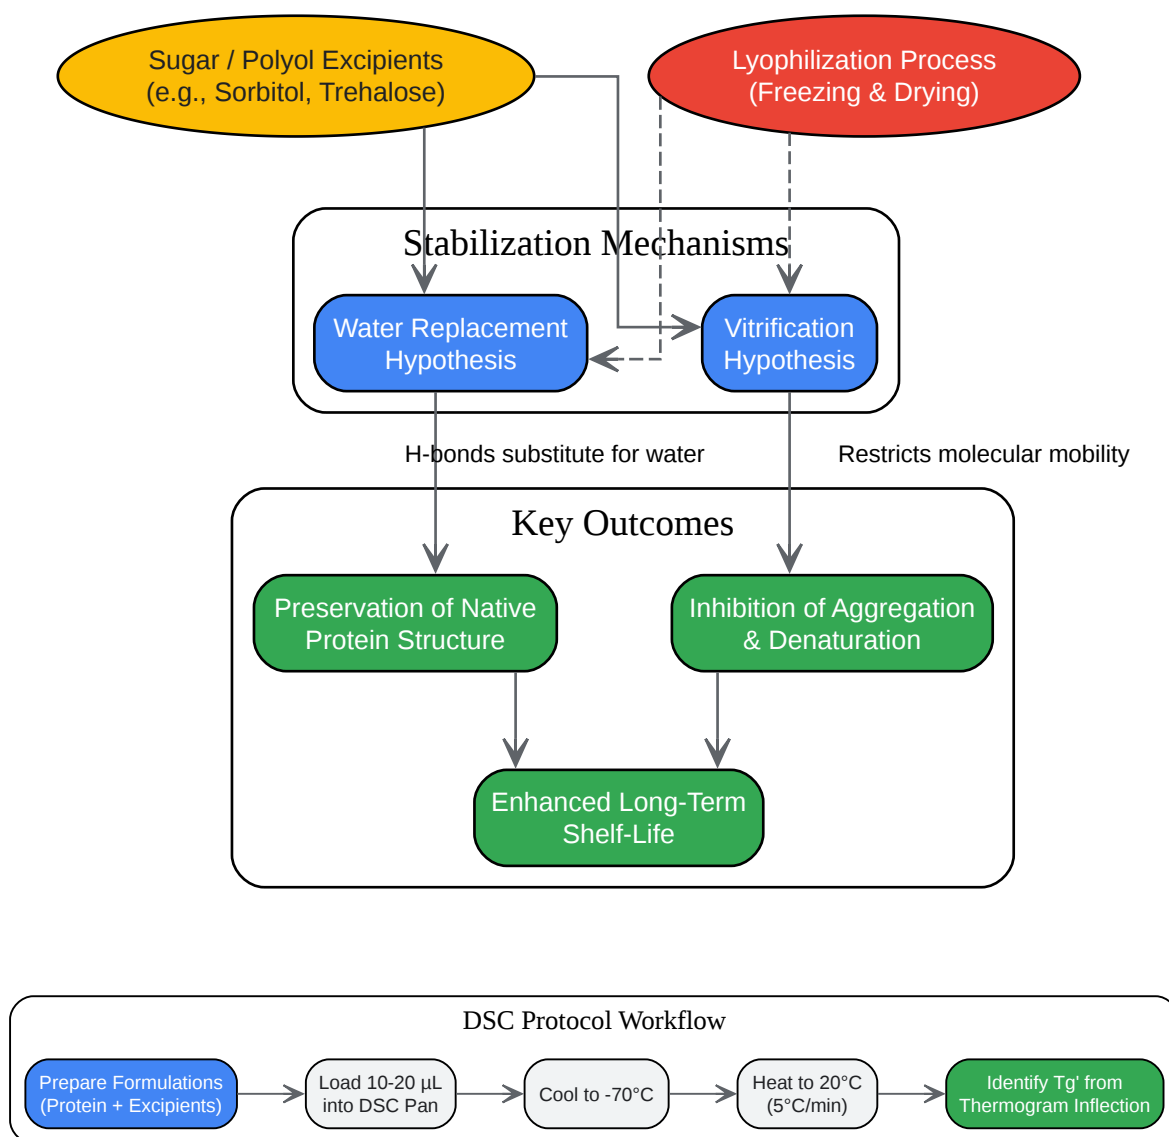 Sugar / Polyol Excipients
(e.g., Sorbitol, Trehalose)
Lyophilization Process
(Freezing & Drying)
Stabilization Mechanisms
Water Replacement
Hypothesis
Vitrification
Hypothesis
H-bonds substitute for water
Restricts molecular mobility
Key Outcomes
Preservation of Native
Protein Structure
Inhibition of Aggregation
& Denaturation
Enhanced Long-Term
Shelf-Life
DSC Protocol Workflow
Prepare Formulations
(Protein + Excipients)
Load 10-20 µL
into DSC Pan
Cool to -70°C
Heat to 20°C
(5°C/min)
Identify Tg' from
Thermogram Inflection